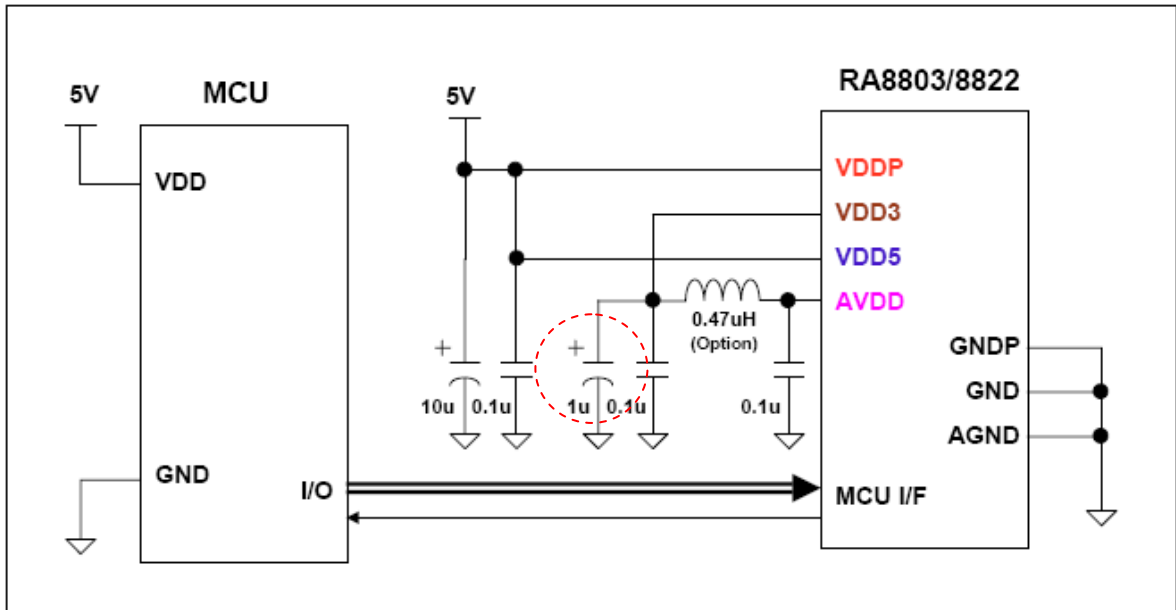 5V
MCU
VDD
GND
I/O
5V
+
10u
0.1u
+
1u
0.1u
0.47uH
(Option)
0.1u
RA8803/8822
VDDP
VDD3
VDD5
AVDD
GNDP
GND
AGND
MCU I/F